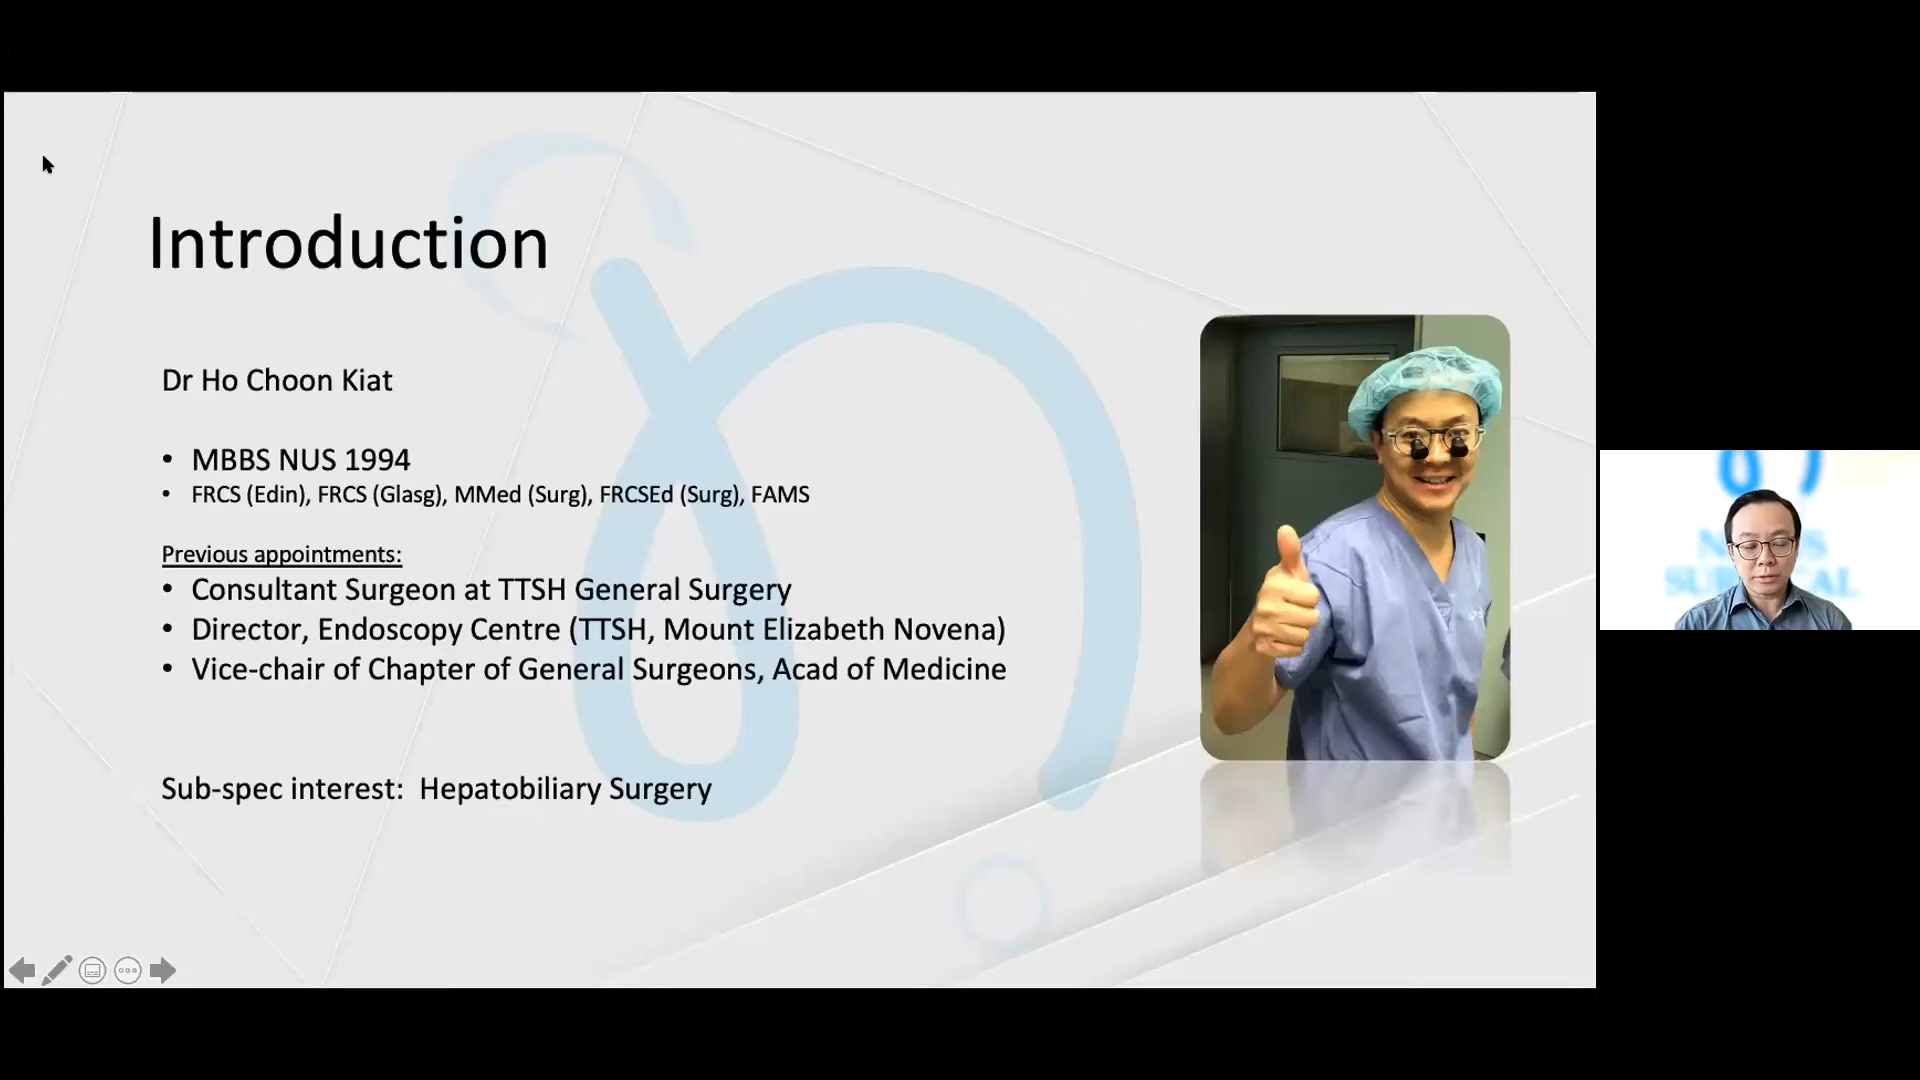 Introduction
Dr Ho Choon Kiat
• MBBS NUS 1994
• FRCS (Edin), FRCS (Glasg), MMed (Surg), FRCSEd (Surg), FAMS
Previous appointments:
• Consultant Surgeon at TTSH General Surgery
• Director, Endoscopy Centre (TTSH, Mount Elizabeth Novena)
• Vice-chair of Chapter of General Surgeons, Acad of Medicine
Sub-spec interest: Hepatobiliary Surgery